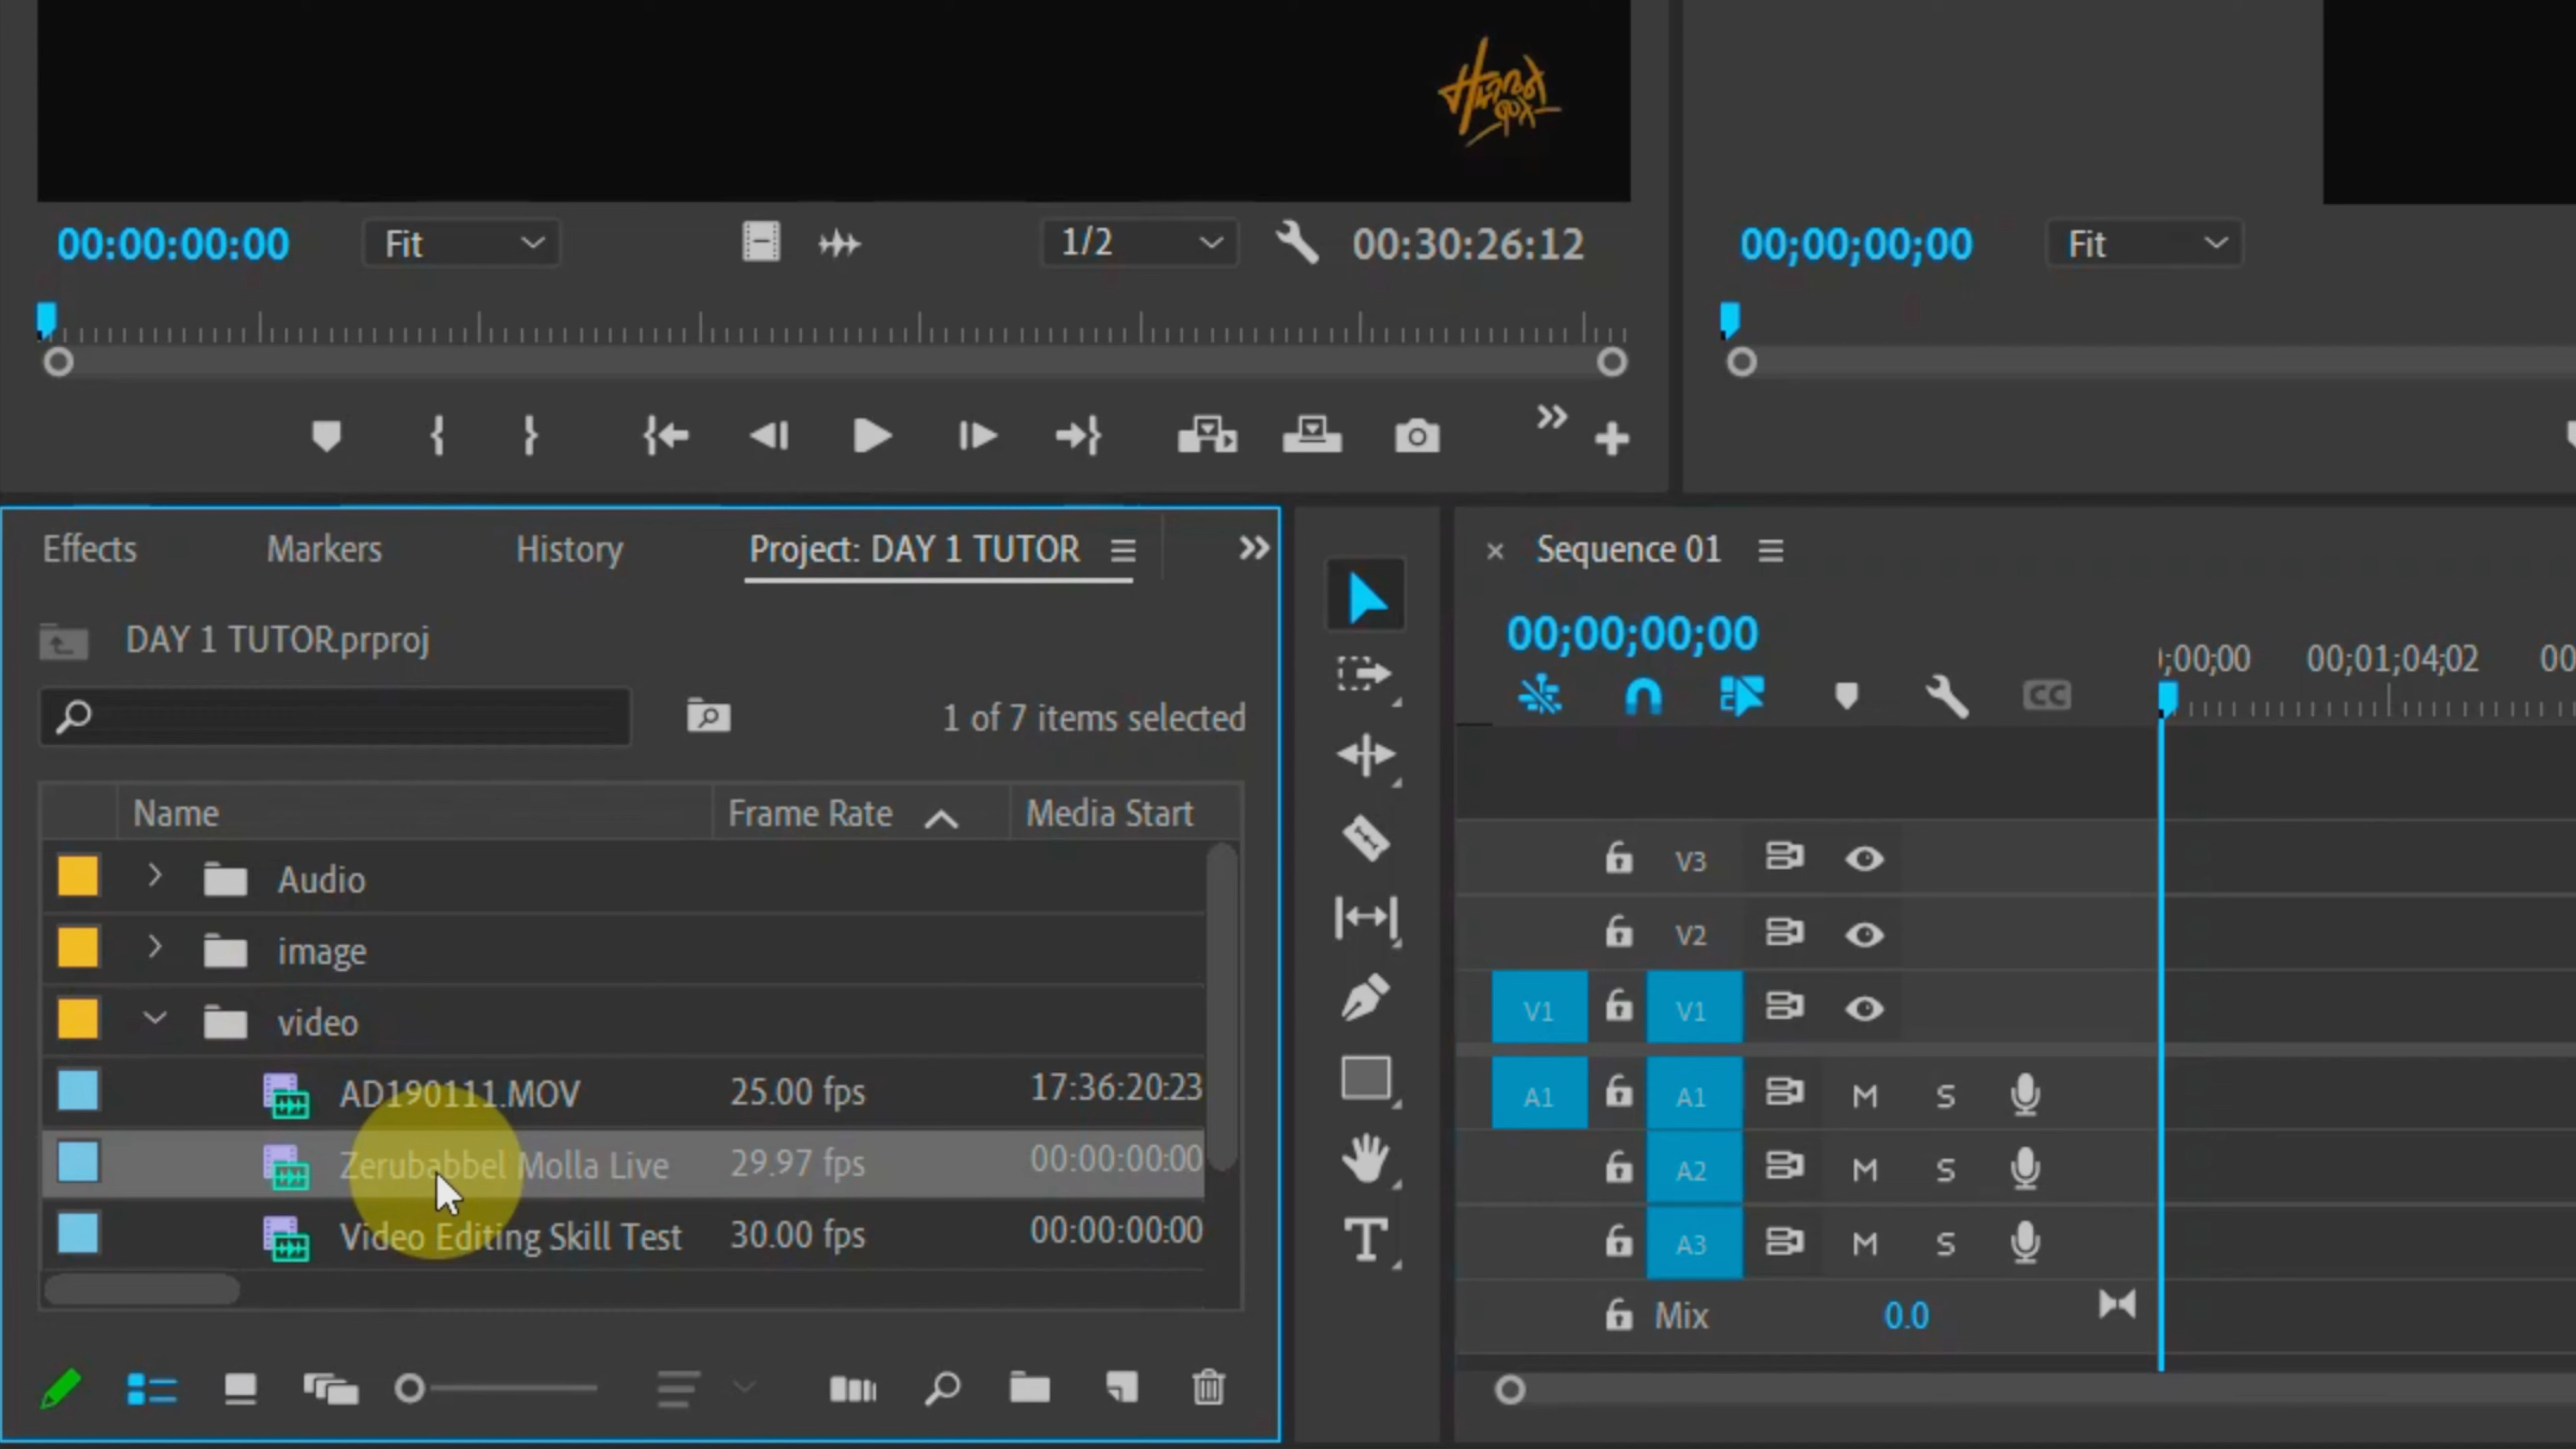 00:00:00:00 Fit 1/2 00:30:26:12
00;00;00;00 Fit
Effects Markers History Project: DAY 1 TUTOR
DAY 1 TUTOR.prproj
1 of 7 items selected
Name Frame Rate Media Start
Audio
image
video
AD190111.MOV 25.00 fps 17:36:20:23
Zerubabbel Molla Live 29.97 fps 00:00:00:00
Video Editing Skill Test 30.00 fps 00:00:00:00
Sequence 01
00;00;00;00
;00;00 00;01;04;02 00
CC
V3
V2
V1 V1
A1 A1 M S
A2 M S
A3 M S
Mix 0.0
T